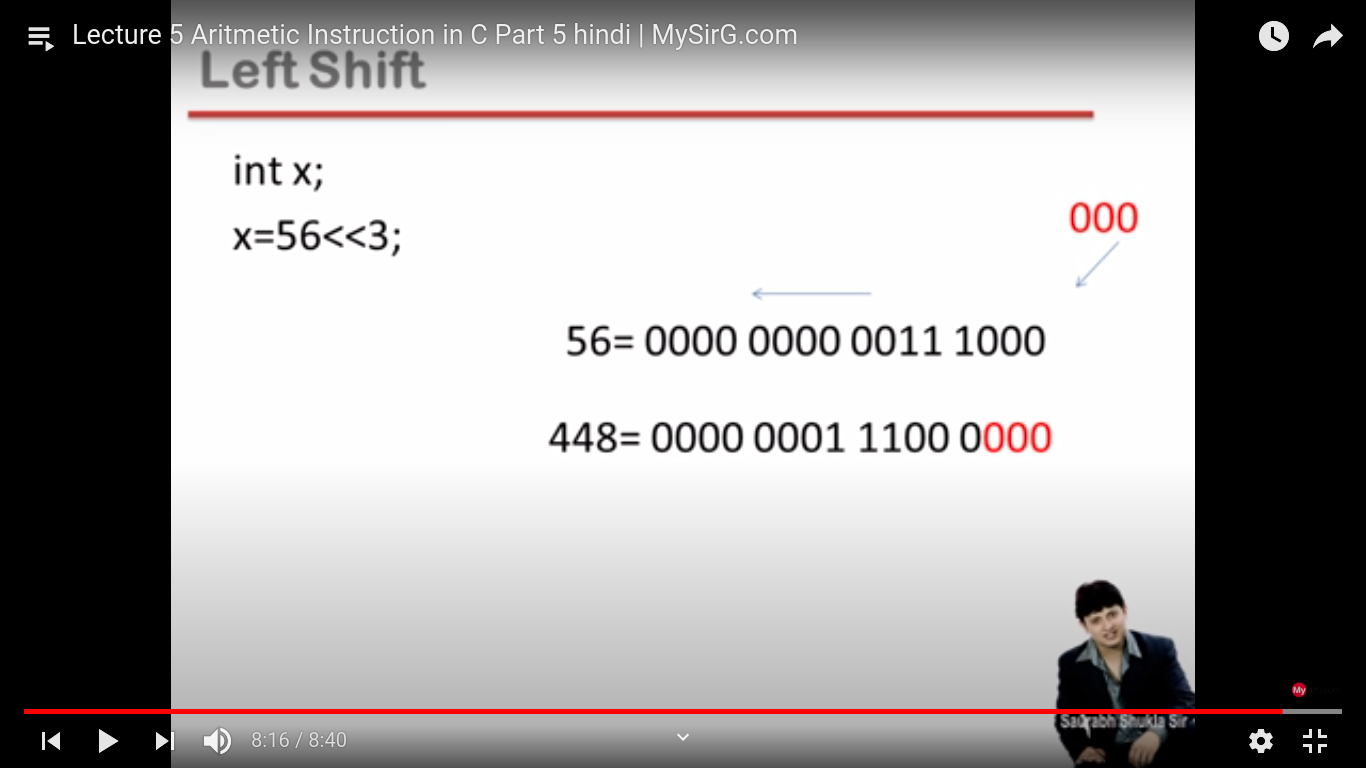 Lecture 5 Aritmetic Instruction in C Part 5 hindi | MySirG.com
Left Shift
int x;
x=56<<3;
000
56= 0000 0000 0011 1000
448= 0000 0001 1100 0000
My
Saurabh Shukla Sir
8:16 / 8:40